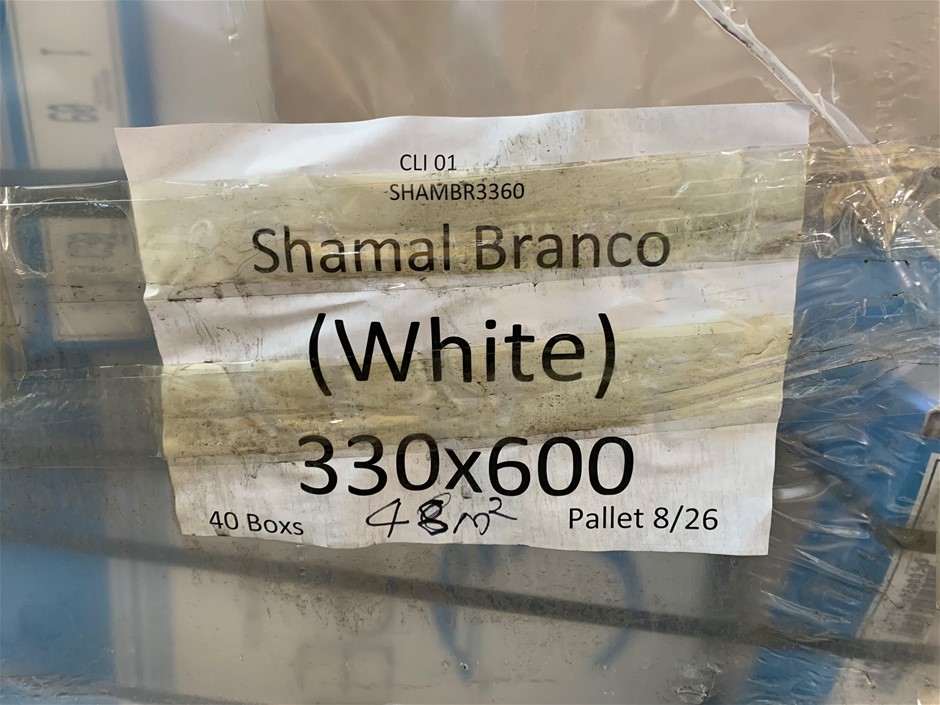 CLI 01
SHAMBR3360
Shamal Branco
(White)
330x600
40 Boxs 48m² Pallet 8/26